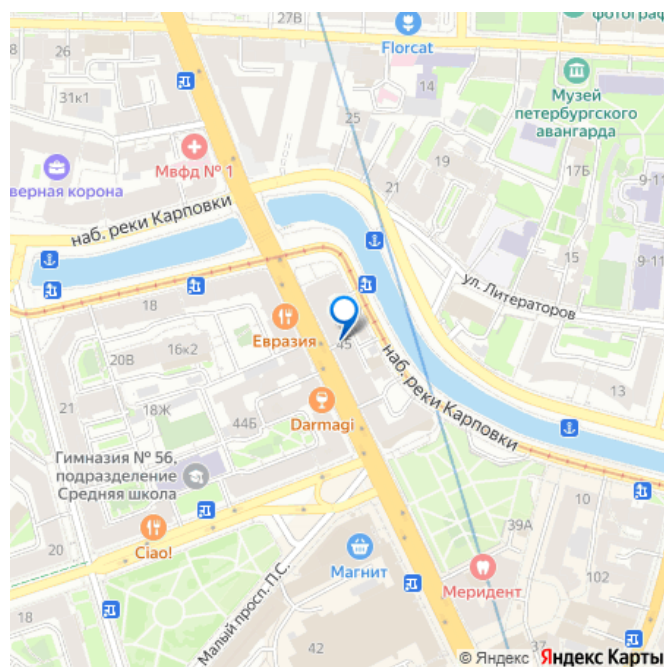 27В
фотограф
Florcat
14
31к1
Музей
петербургского
авангарда
25
Мвфд № 1
19
17Б
верная корона
21
9-11
наб. реки Карповки
15
9-11
ул. Литераторов
18
Евразия
45
20В
16к2
наб. реки Карповки
13
21
18Ж
44Б
Darmagi
Гимназия № 56,
подразделение
Средняя школа
10
39А
20
Ciao!
Магнит
Меридент
102
Малый просп. П.С.
18
42
37
© Яндекс Яндекс Карты